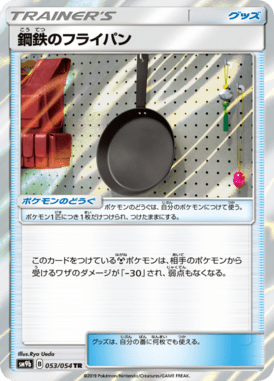 TRAINER'S
グッズ
鋼鉄のフライパン
ポケモンのどうぐ
ポケモンのどうぐは、自分のポケモンにつけて使う。
ポケモン1匹につき1枚だけつけられ、つけたままにする。
このカードをつけているポケモンは、相手のポケモンから
受けるワザのダメージが「-30」され、弱点もなくなる。
Illus.Ryo Ueda
グッズは、自分の番に何枚でも使える。
SM9b 053/054 TR
©2019 Pokémon/Nintendo/Creatures/GAME FREAK.